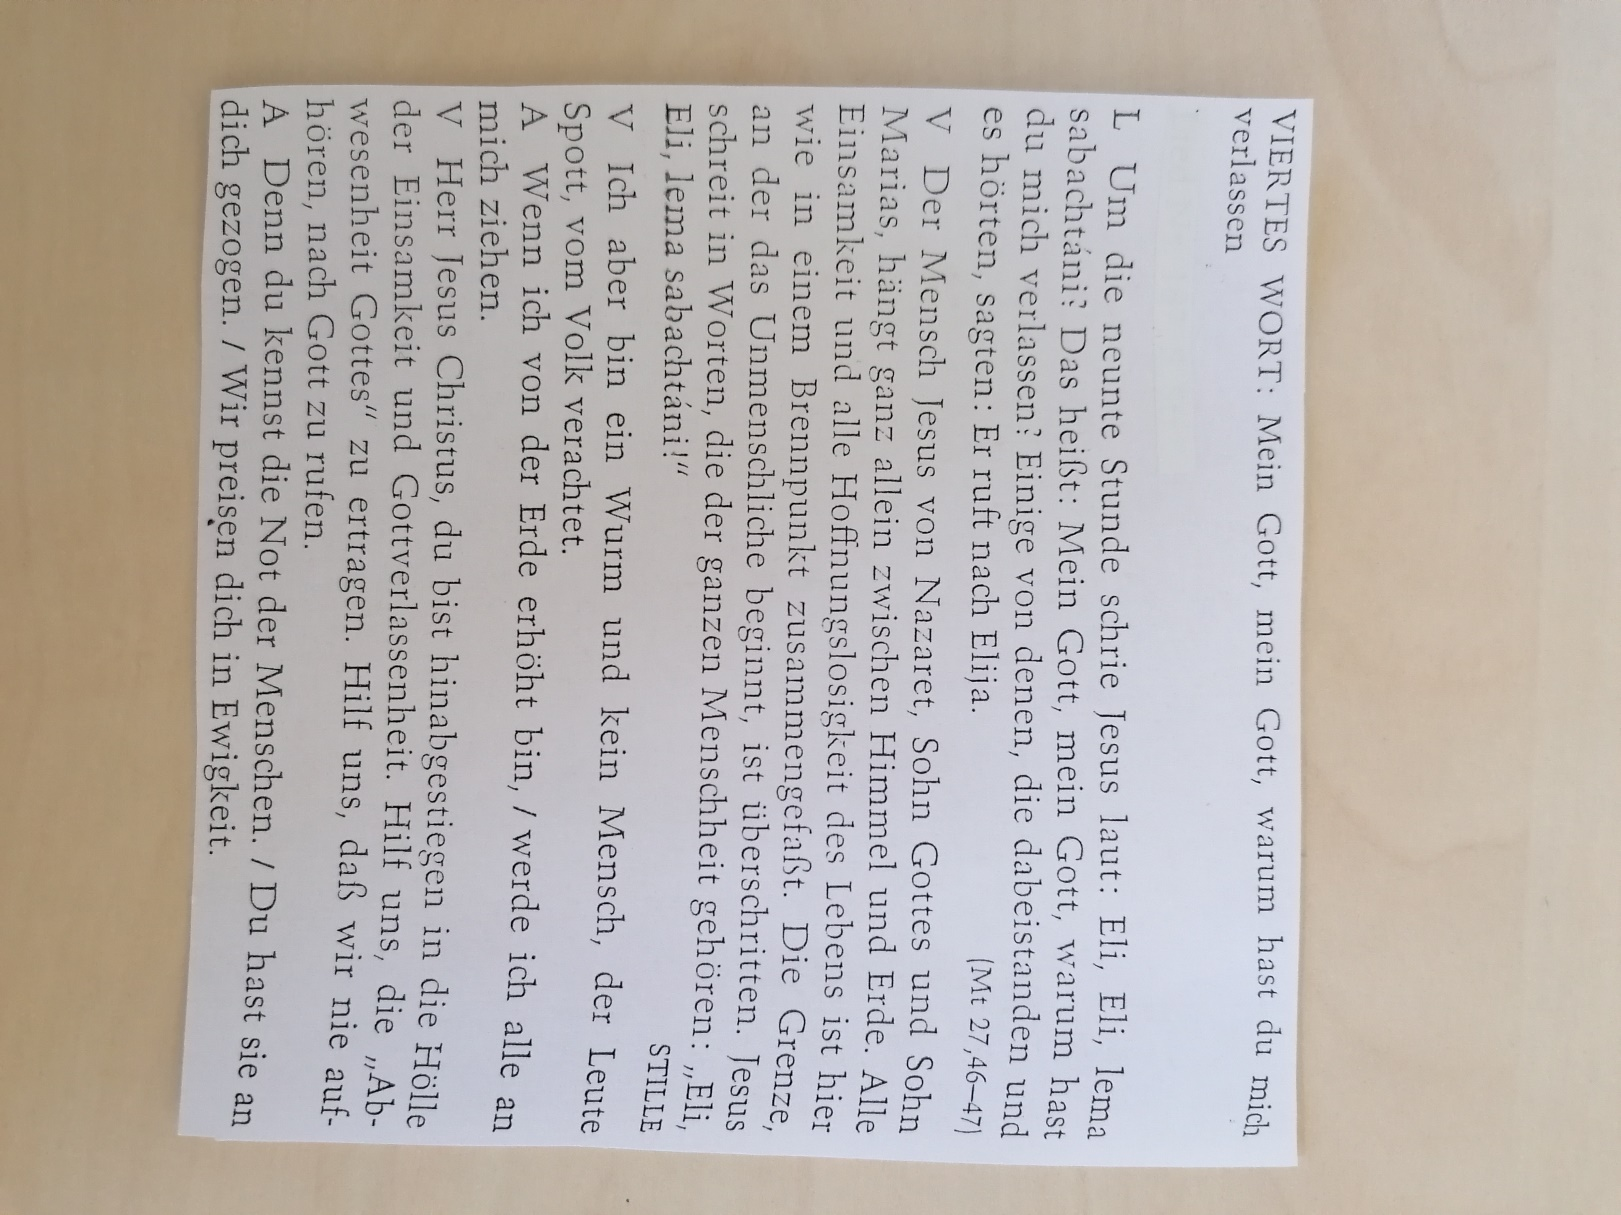 VIERTES WORT: Mein Gott, mein Gott, warum hast du mich
verlassen
L Um die neunte Stunde schrie Jesus laut: Eli, Eli, lema
sabachtáni? Das heißt: Mein Gott, mein Gott, warum hast
du mich verlassen? Einige von denen, die dabeistanden und
es hörten, sagten: Er ruft nach Elija. (Mt 27,46–47)
V Der Mensch Jesus von Nazaret, Sohn Gottes und Sohn
Marias, hängt ganz allein zwischen Himmel und Erde. Alle
Einsamkeit und alle Hoffnungslosigkeit des Lebens ist hier
wie in einem Brennpunkt zusammengefaßt. Die Grenze,
an der das Unmenschliche beginnt, ist überschritten. Jesus
schreit in Worten, die der ganzen Menschheit gehören: „Eli,
Eli, lema sabachtáni!“
STILLE
V Ich aber bin ein Wurm und kein Mensch, der Leute
Spott, vom Volk verachtet.
A Wenn ich von der Erde erhöht bin, / werde ich alle an
mich ziehen.
V Herr Jesus Christus, du bist hinabgestiegen in die Hölle
der Einsamkeit und Gottverlassenheit. Hilf uns, die „Ab-
wesenheit Gottes“ zu ertragen. Hilf uns, daß wir nie auf-
hören, nach Gott zu rufen.
A Denn du kennst die Not der Menschen. / Du hast sie an
dich gezogen. / Wir preisen dich in Ewigkeit.